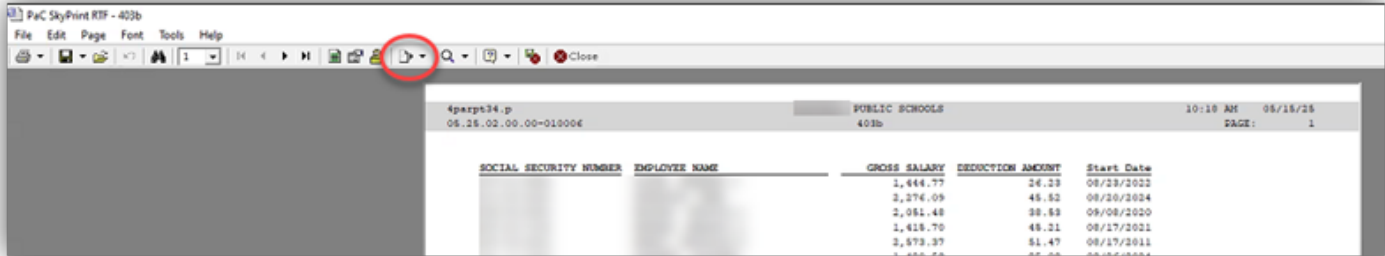 PaC SkyPrint RTF - 403b
File Edit Page Font Tools Help
1 Close
4parpt34.p PUBLIC SCHOOLS 10:18 AM 05/15/25
05.25.02.00.00-010006 403b PAGE: 1
SOCIAL SECURITY NUMBER EMPLOYEE NAME GROSS SALARY DEDUCTION AMOUNT Start Date
1,444.77 26.23 08/23/2022
2,276.09 45.52 08/20/2024
2,051.48 38.53 09/08/2020
1,415.70 45.21 08/17/2021
2,573.37 51.47 08/17/2011